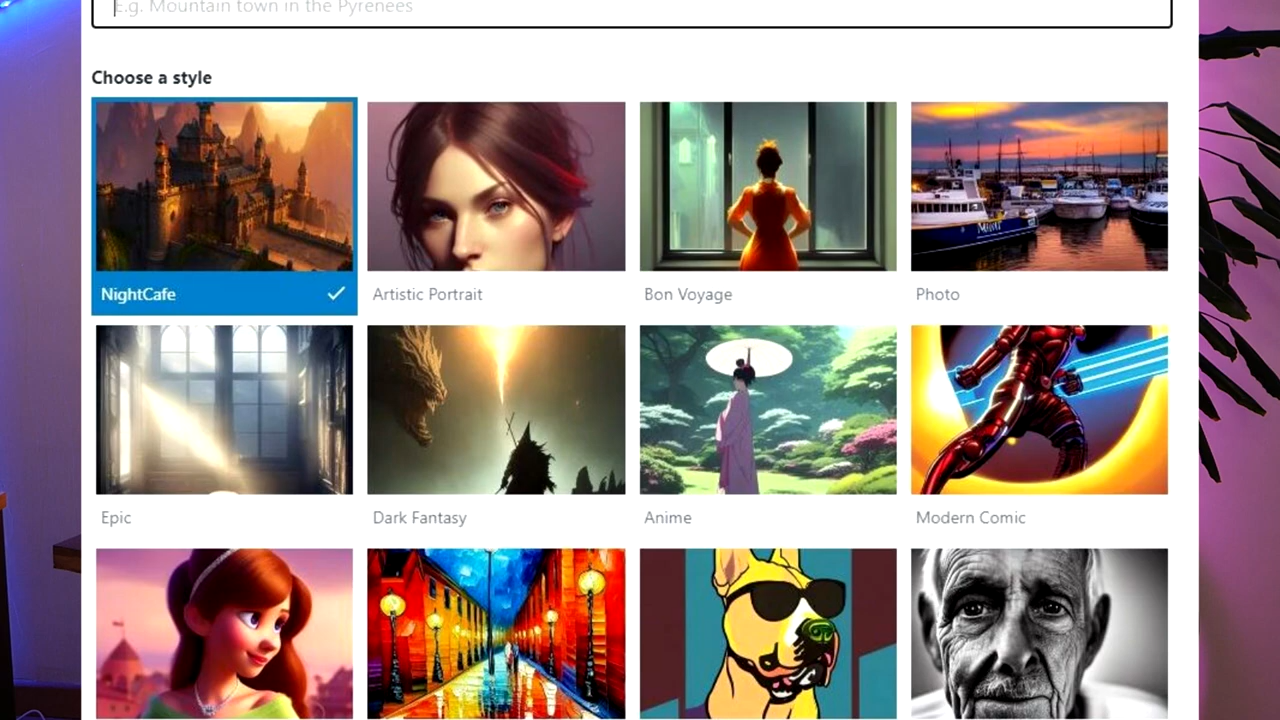 E.g. Mountain town in the Pyrenees
Choose a style
NightCafe
Artistic Portrait
Bon Voyage
Photo
Epic
Dark Fantasy
Anime
Modern Comic